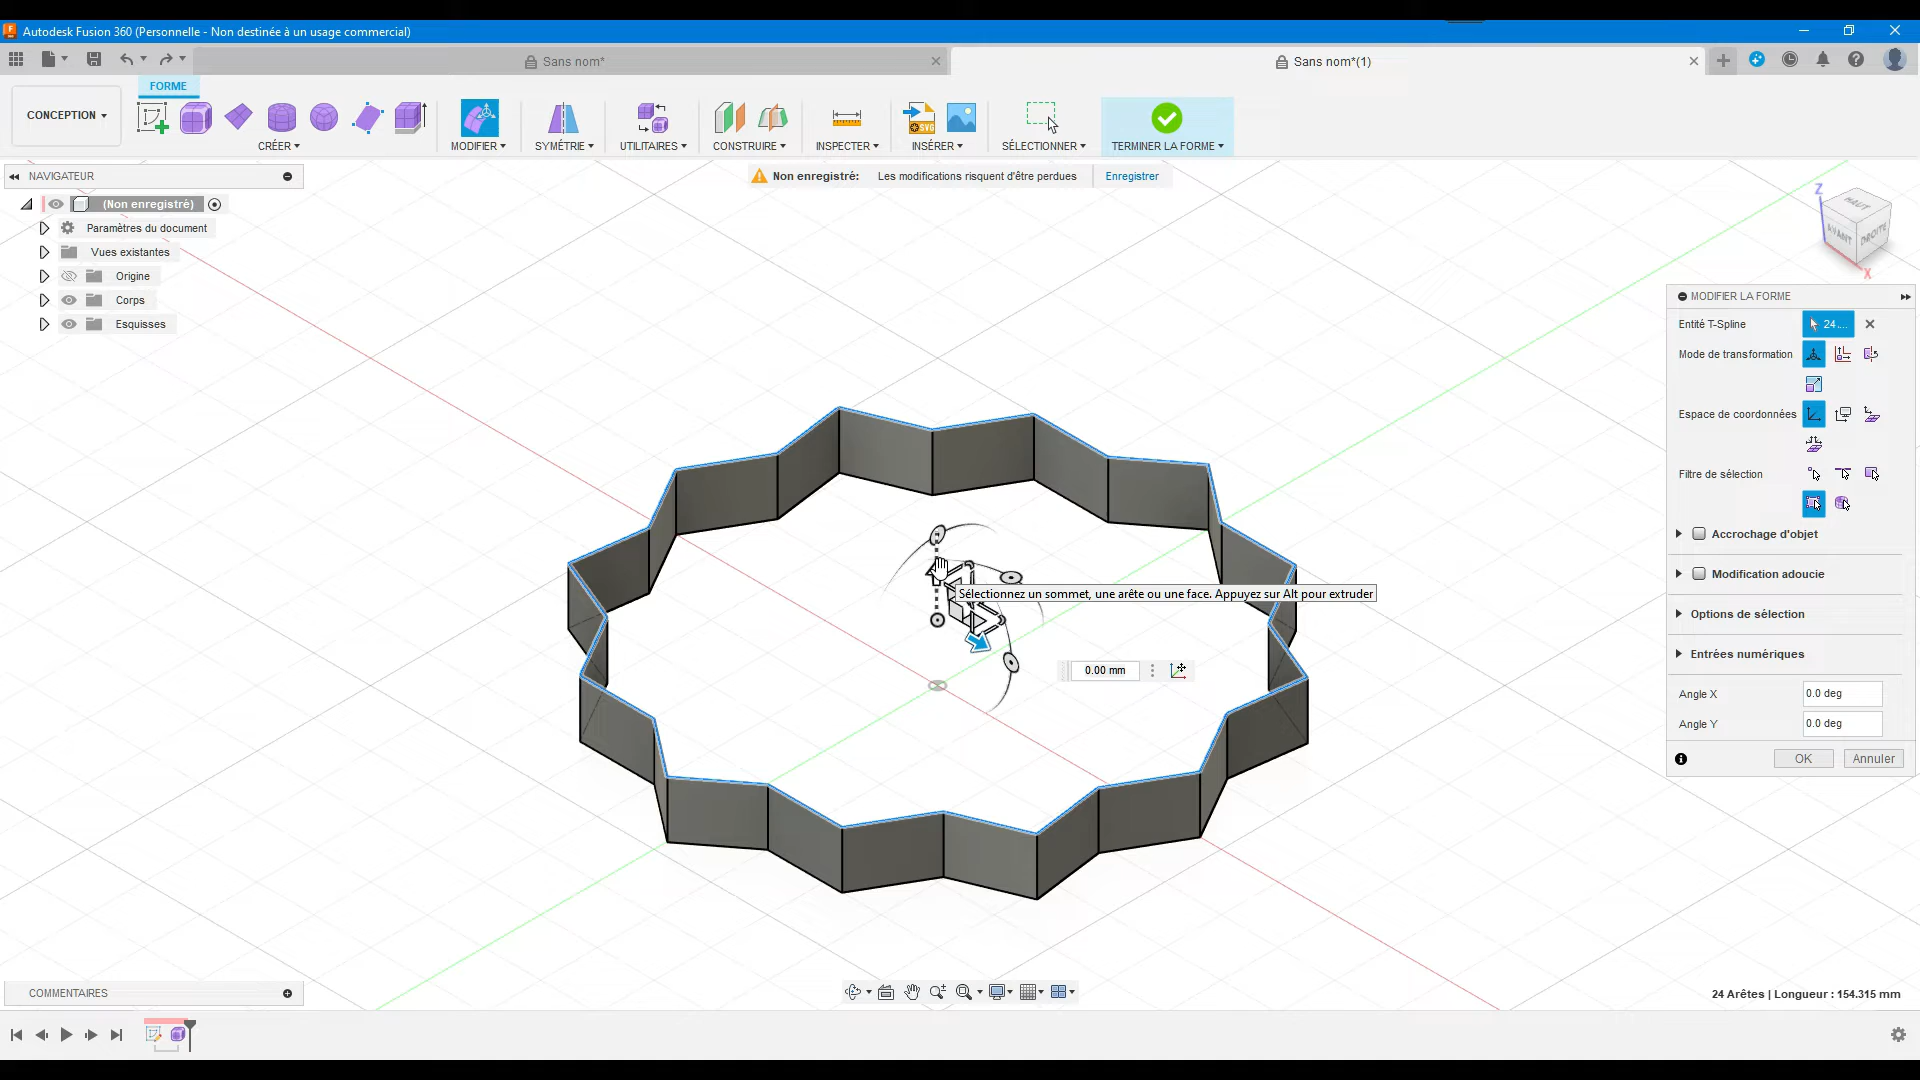 Autodesk Fusion 360 (Personnelle - Non destinée à un usage commercial)
Sans nom*
Sans nom*(1)
FORME
CONCEPTION
CRÉER
MODIFIER
SYMÉTRIE
UTILITAIRES
CONSTRUIRE
INSPECTER
INSÉRER
SÉLECTIONNER
TERMINER LA FORME
SVG
NAVIGATEUR
Non enregistré: Les modifications risquent d'être perdues Enregistrer
(Non enregistré)
Paramètres du document
Vues existantes
Origine
Corps
Esquisses
Z
HAUT
AVANT
DROITE
X
MODIFIER LA FORME
Entité T-Spline 24...
Mode de transformation
Espace de coordonnées
Filtre de sélection
Accrochage d'objet
Modification adoucie
Options de sélection
Entrées numériques
Angle X 0.0 deg
Angle Y 0.0 deg
OK Annuler
Sélectionnez un sommet, une arête ou une face. Appuyez sur Alt pour extruder
0.00 mm
COMMENTAIRES
24 Arêtes | Longueur : 154.315 mm